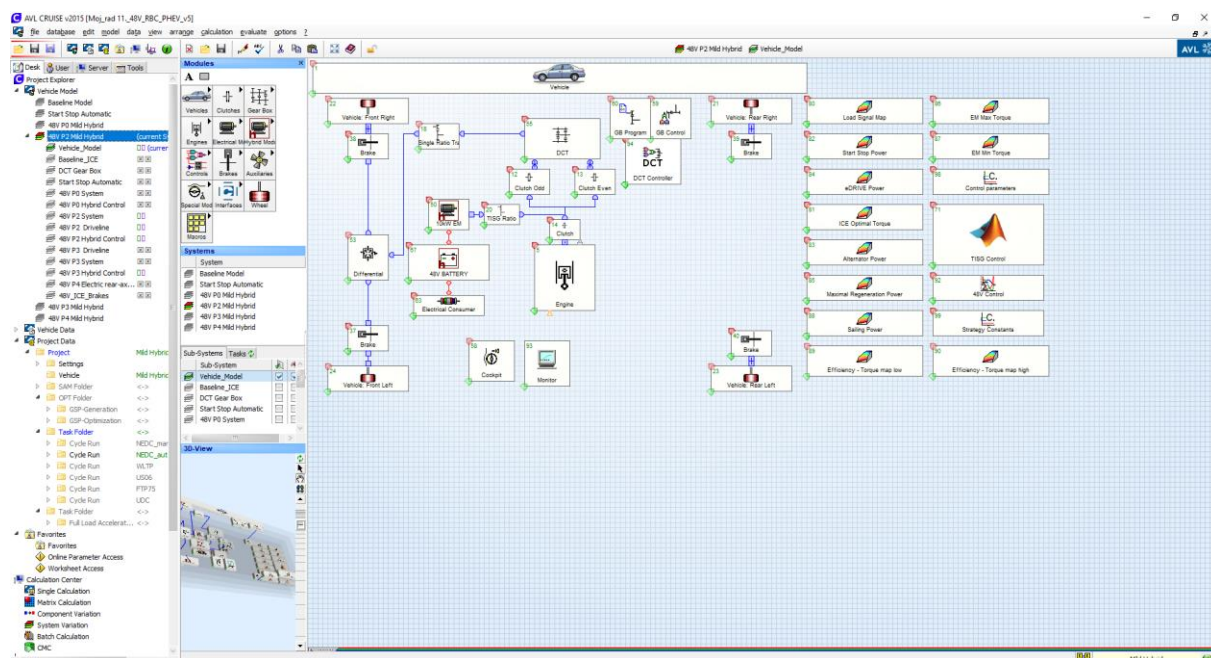 AVL CRUISE v2015 [Moj_rad 11._48V_RBC_PHEV_v5]
file database edit model data view arrange calculation evaluate options ?
48V P2 Mild Hybrid Vehicle_Model
AVL
Desk User Server Tools
Project Explorer
Vehicle Model
Baseline Model
Start Stop Automatic
48V P0 Mild Hybrid
48V P2 Mild Hybrid (current S
Vehicle_Model (curren
Baseline_ICE
DCT Gear Box
Start Stop Automatic
48V P0 System
48V P0 Hybrid Control
48V P2 System
48V P2 Driveline
48V P2 Hybrid Control
48V P3 Driveline
48V P3 System
48V P3 Hybrid Control
48V P4 Electric rear-ax...
48V_ICE_Brakes
48V P3 Mild Hybrid
48V P4 Mild Hybrid
Vehicle Data
Project Data
Project Mild Hybric
Settings
Vehicle Mild Hybric
SAM Folder <->
OPT Folder <->
GSP-Generation <->
GSP-Optimization <->
Task Folder <->
Cycle Run NEDC_mar
Cycle Run NEDC_aut
Cycle Run WLTP
Cycle Run US06
Cycle Run FTP75
Cycle Run UDC
Task Folder <->
Full Load Accelerat... <->
Favorites
Favorites
Online Parameter Access
Worksheet Access
Calculation Center
Single Calculation
Matrix Calculation
Component Variation
System Variation
Batch Calculation
CMC
Modules
A
Vehicles Clutches Gear Box
Engines Electrical M Hybrid Mod
Controls Brakes Auxiliaries
Special Mod Interfaces Wheel
Macros
Systems
System
Baseline Model
Start Stop Automatic
48V P0 Mild Hybrid
48V P2 Mild Hybrid
48V P3 Mild Hybrid
48V P4 Mild Hybrid
Sub-Systems Tasks
Sub-System
Vehicle_Model
Baseline_ICE
DCT Gear Box
Start Stop Automatic
48V P0 System
3D-View
Vehicle
Vehicle: Front Right
Brake
Single Ratio Tra
DCT
GB Program
GB Control
DCT
DCT Controller
Vehicle: Rear Right
Brake
Clutch Odd
Clutch Even
10kW EM
TISG Ratio
Clutch
Differential
48V BATTERY
Engine
Electrical Consumer
Brake
Vehicle: Front Left
Cockpit
Monitor
Brake
Vehicle: Rear Left
Load Signal Map
EM Max Torque
Start Stop Power
EM Min Torque
eDRIVE Power
I.C.
Control parameters
ICE Optimal Torque
TISG Control
Alternator Power
Maximal Regeneration Power
48V Control
Sailing Power
I.C.
Strategy Constants
Efficiency - Torque map low
Efficiency - Torque map high